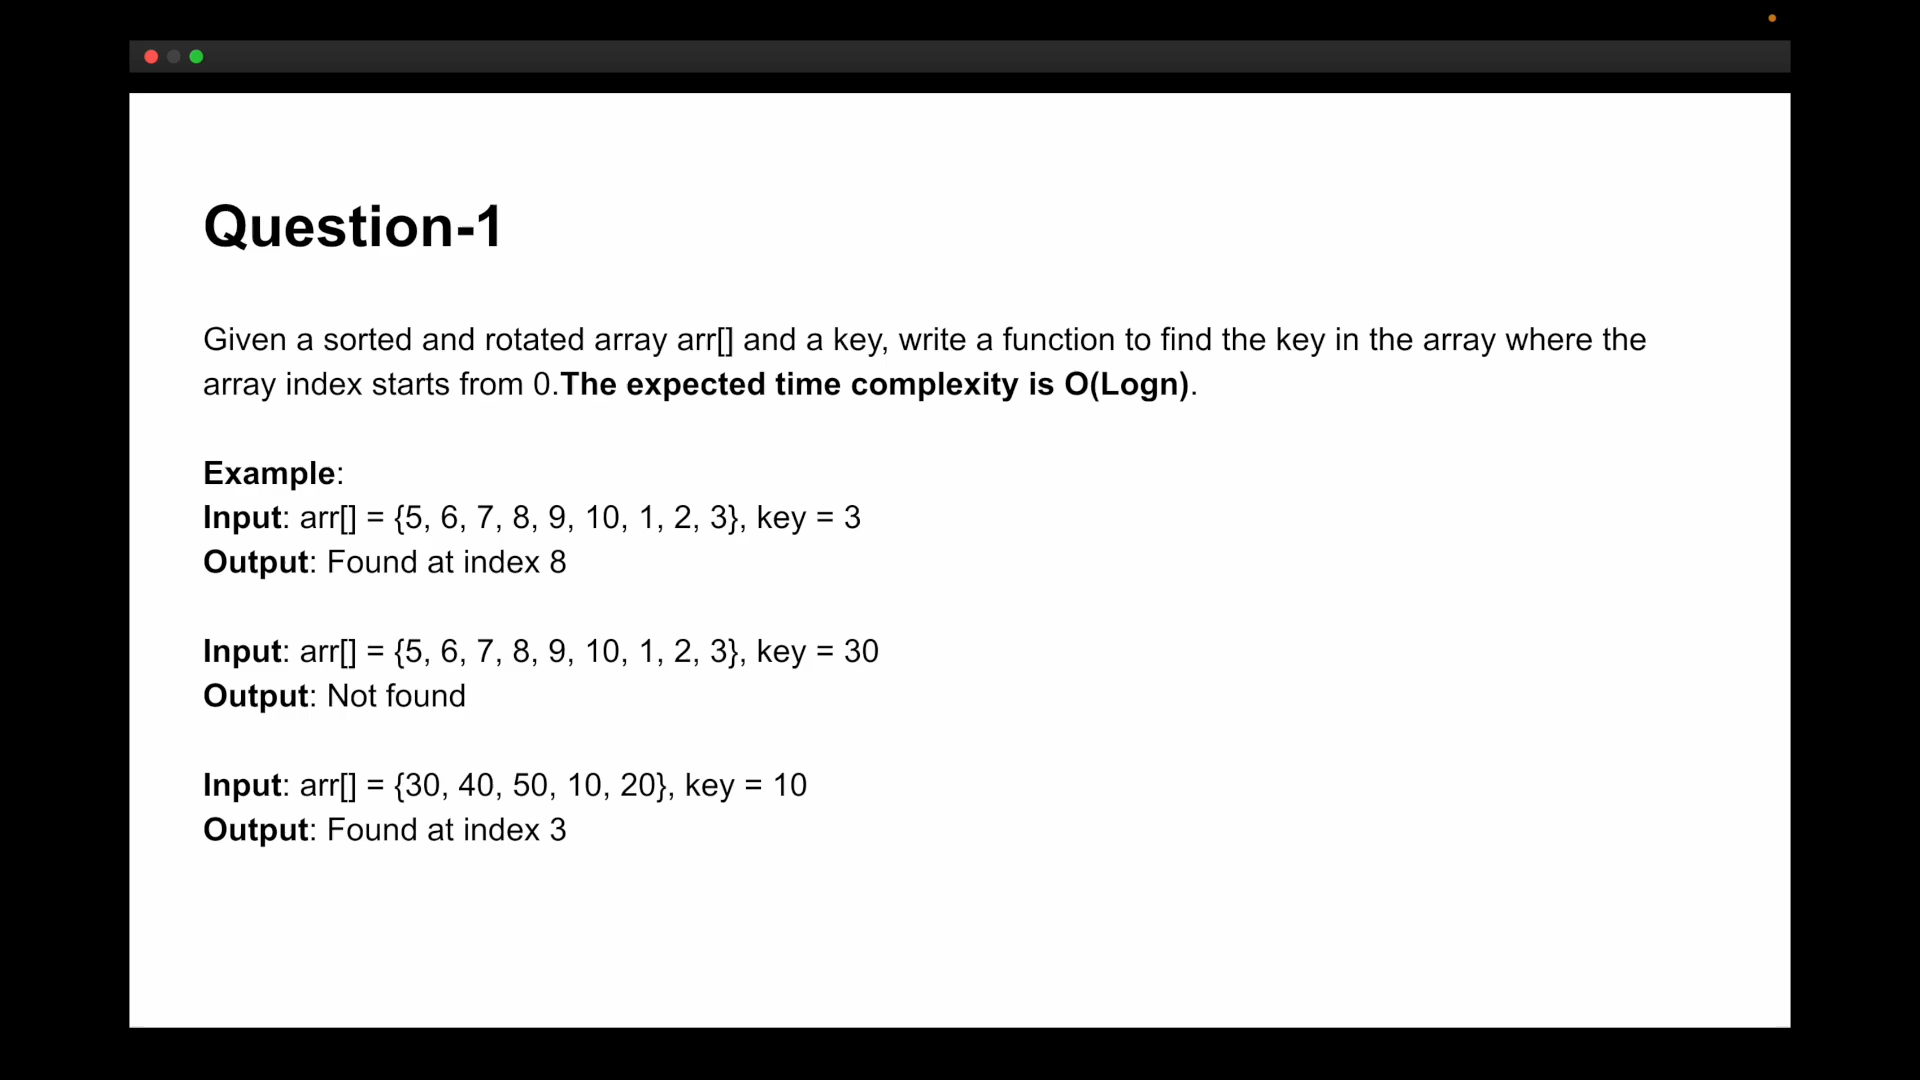 Question-1
Given a sorted and rotated array arr[] and a key, write a function to find the key in the array where the
array index starts from 0.The expected time complexity is O(Logn).
Example:
Input: arr[] = {5, 6, 7, 8, 9, 10, 1, 2, 3}, key = 3
Output: Found at index 8
Input: arr[] = {5, 6, 7, 8, 9, 10, 1, 2, 3}, key = 30
Output: Not found
Input: arr[] = {30, 40, 50, 10, 20}, key = 10
Output: Found at index 3